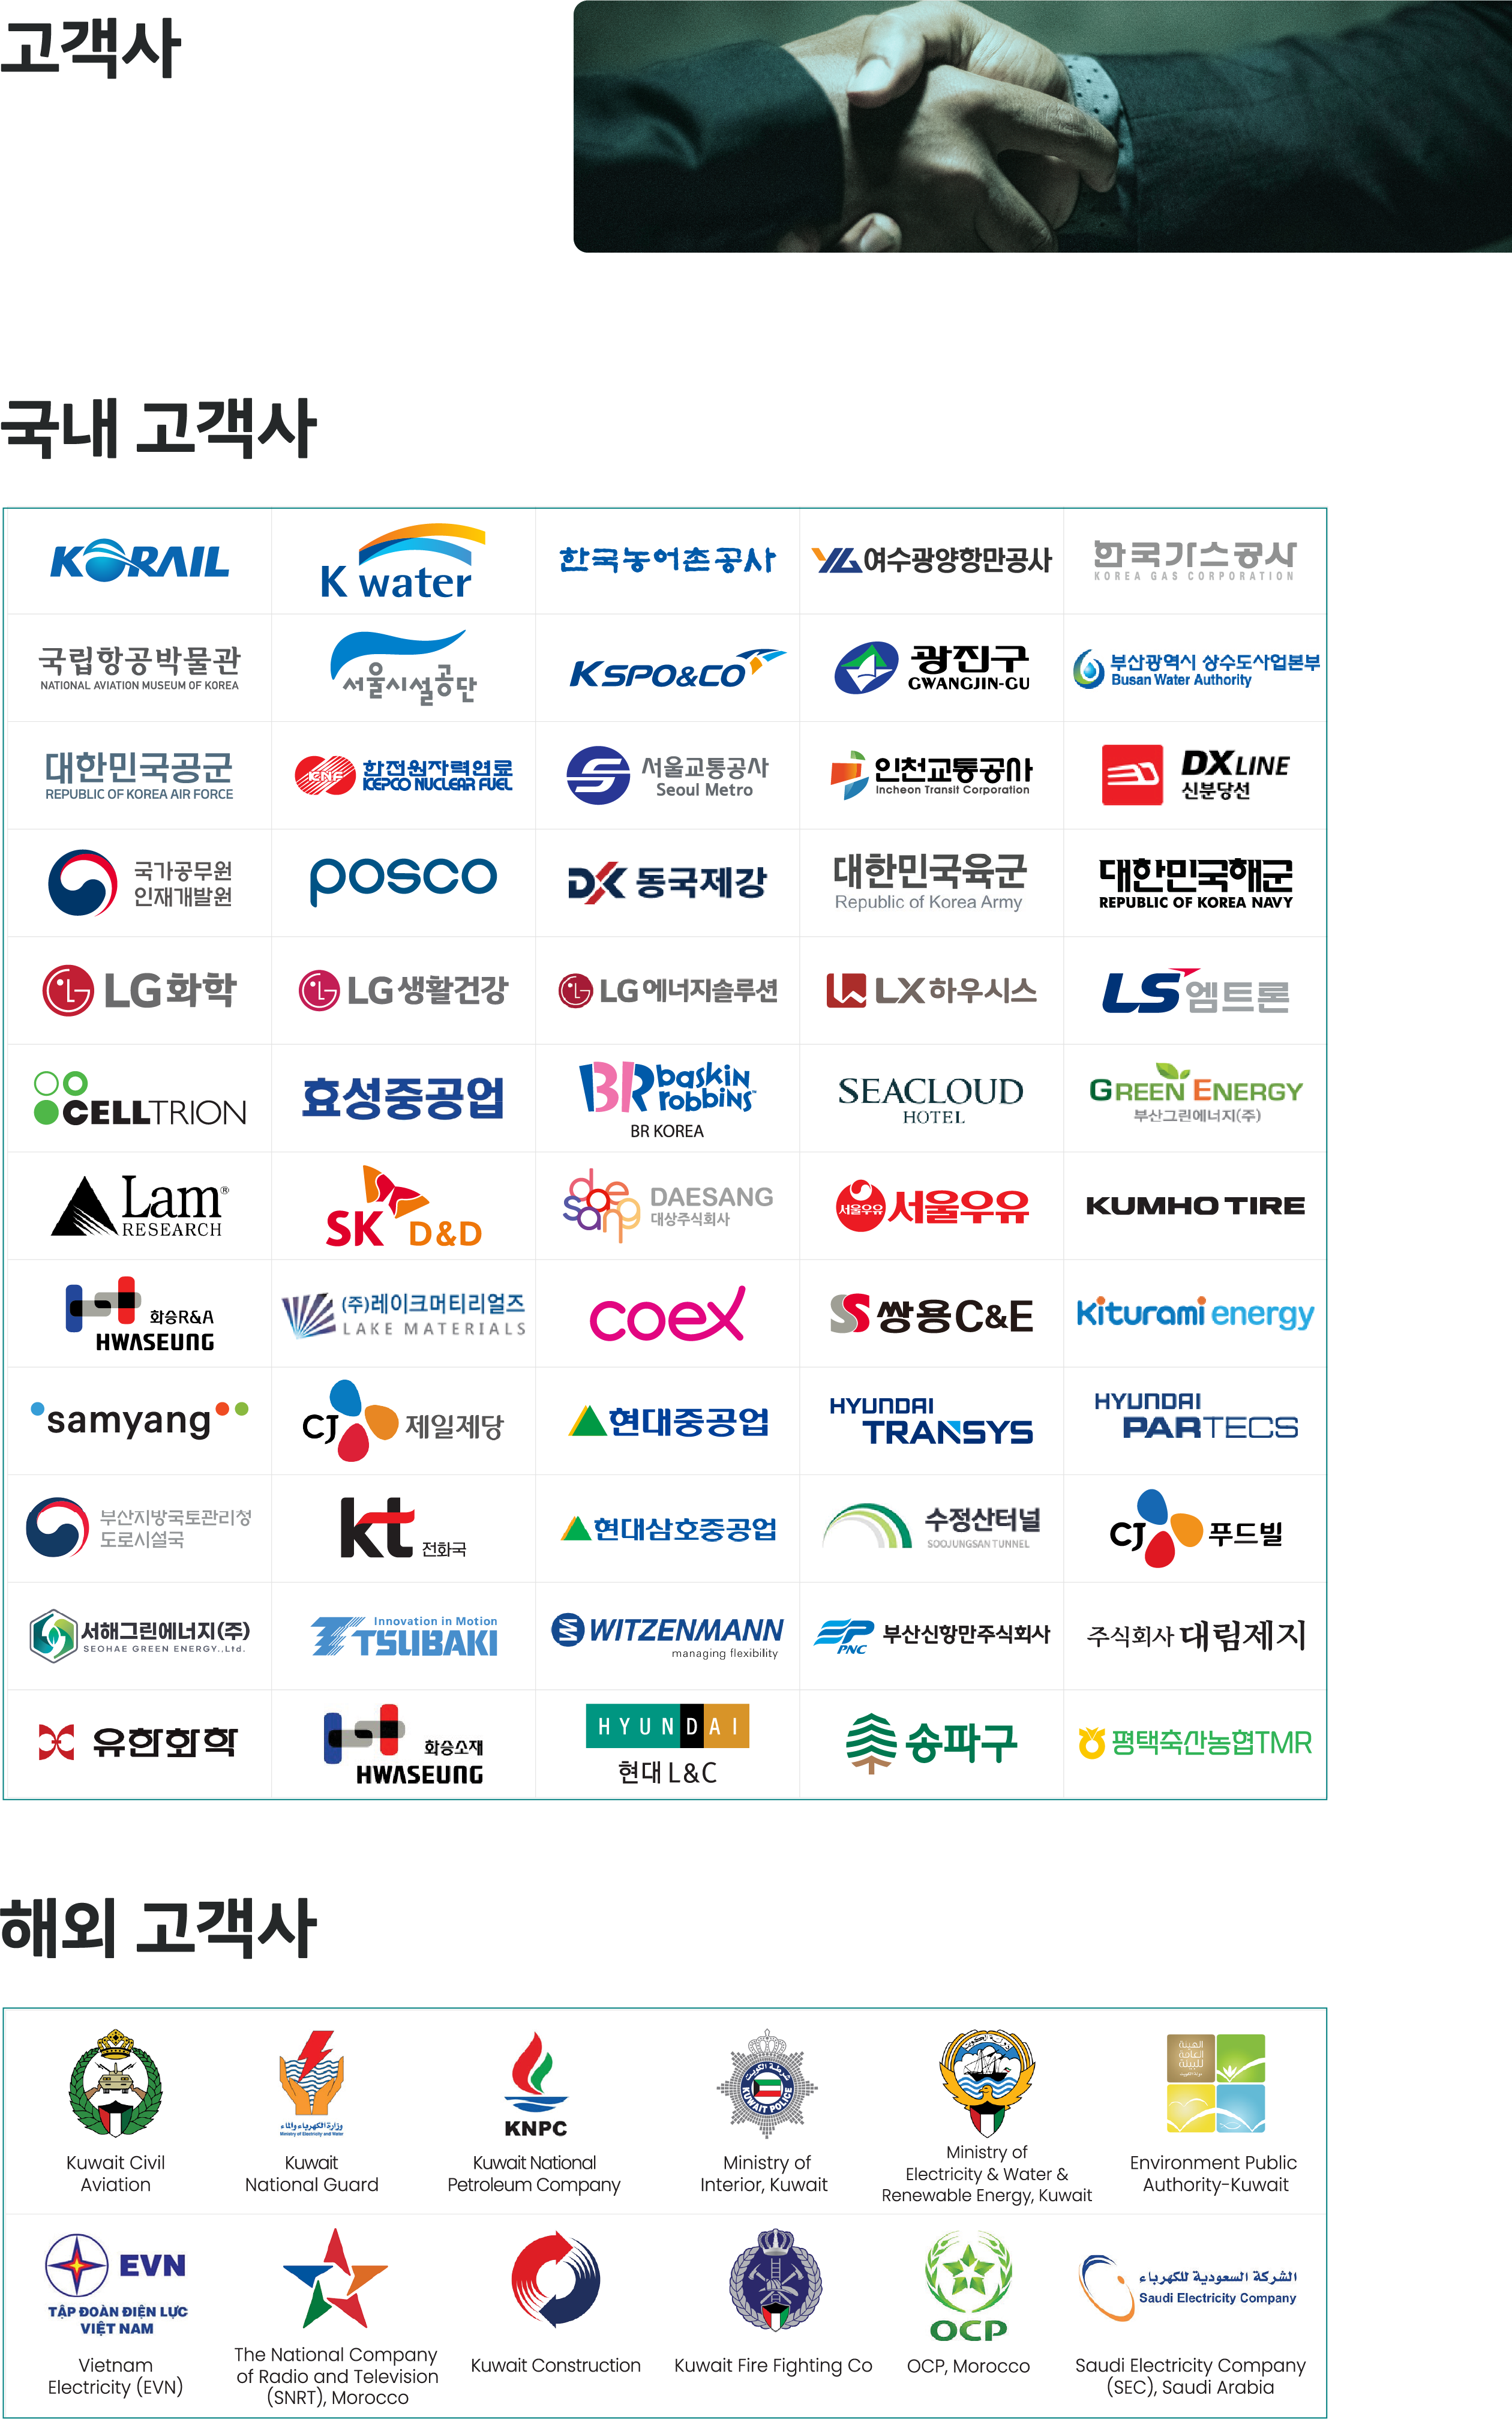 고객사
국내 고객사
KORAIL
K water
한국농어촌공사
YG 여수광양항만공사
한국가스공사
KOREA GAS CORPORATION
국립항공박물관
NATIONAL AVIATION MUSEUM OF KOREA
서울시설공단
KSPO&CO
광진구
GWANGJIN-GU
부산광역시 상수도사업본부
Busan Water Authority
대한민국공군
REPUBLIC OF KOREA AIR FORCE
KNF 한전원자력연료
KEPCO NUCLEAR FUEL
서울교통공사
Seoul Metro
인천교통공사
Incheon Transit Corporation
DX LINE
신분당선
국가공무원
인재개발원
posco
DK 동국제강
대한민국육군
Republic of Korea Army
대한민국해군
REPUBLIC OF KOREA NAVY
LG화학
LG생활건강
LG에너지솔루션
LX하우시스
LS엠트론
CELLTRION
효성중공업
BR baskin robbins
BR KOREA
SEACLOUD
HOTEL
GREEN ENERGY
부산그린에너지(주)
Lam®
RESEARCH
SK D&D
daesang
DAESANG
대상주식회사
서울우유 서울우유
KUMHO TIRE
화승R&A
HWASEUNG
(주)레이크머티리얼즈
LAKE MATERIALS
coex
쌍용C&E
kiturami energy
samyang
CJ 제일제당
현대중공업
HYUNDAI
TRANSYS
HYUNDAI
PARTECS
부산지방국토관리청
도로시설국
kt 전화국
현대삼호중공업
수정산터널
SOOJUNGSAN TUNNEL
CJ 푸드빌
서해그린에너지(주)
SEOHAE GREEN ENERGY.,Ltd.
Innovation in Motion
TSUBAKI
WITZENMANN
managing flexibility
PNC 부산신항만주식회사
주식회사 대림제지
유한화학
화승소재
HWASEUNG
HYUNDAI
현대 L&C
송파구
평택축산농협TMR
해외 고객사
Kuwait Civil
Aviation
وزارة الكهرباء والماء
Ministry of Electricity and Water
Kuwait
National Guard
KNPC
Kuwait National
Petroleum Company
شرطة الكويت
KUWAIT POLICE
Ministry of
Interior, Kuwait
Ministry of
Electricity & Water &
Renewable Energy, Kuwait
الهيئة
العامة
للبيئة
Environment Public
Authority-Kuwait
EVN
TẬP ĐOÀN ĐIỆN LỰC
VIỆT NAM
Vietnam
Electricity (EVN)
The National Company
of Radio and Television
(SNRT), Morocco
Kuwait Construction
Kuwait Fire Fighting Co
OCP
OCP, Morocco
الشركة السعودية للكهرباء
Saudi Electricity Company
Saudi Electricity Company
(SEC), Saudi Arabia